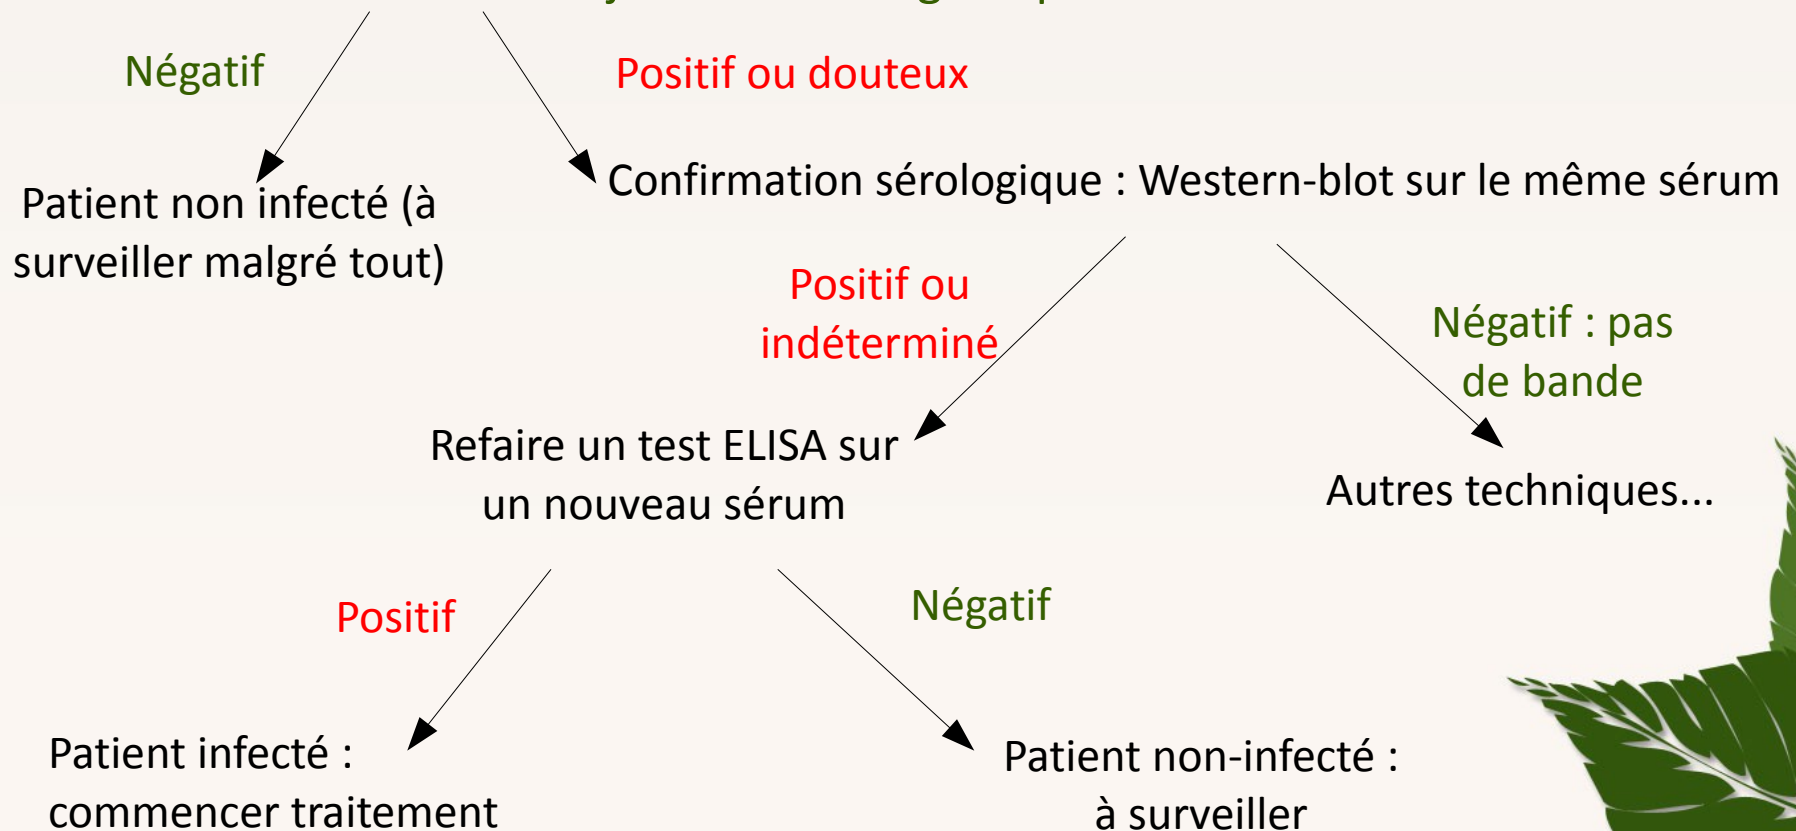 Négatif
Positif ou douteux
Confirmation sérologique : Western-blot sur le même sérum
Patient non infecté (à
surveiller malgré tout)
Positif ou
indéterminé
Négatif : pas
de bande
Refaire un test ELISA sur
un nouveau sérum
Autres techniques...
Positif
Négatif
Patient infecté :
commencer traitement
Patient non-infecté :
à surveiller